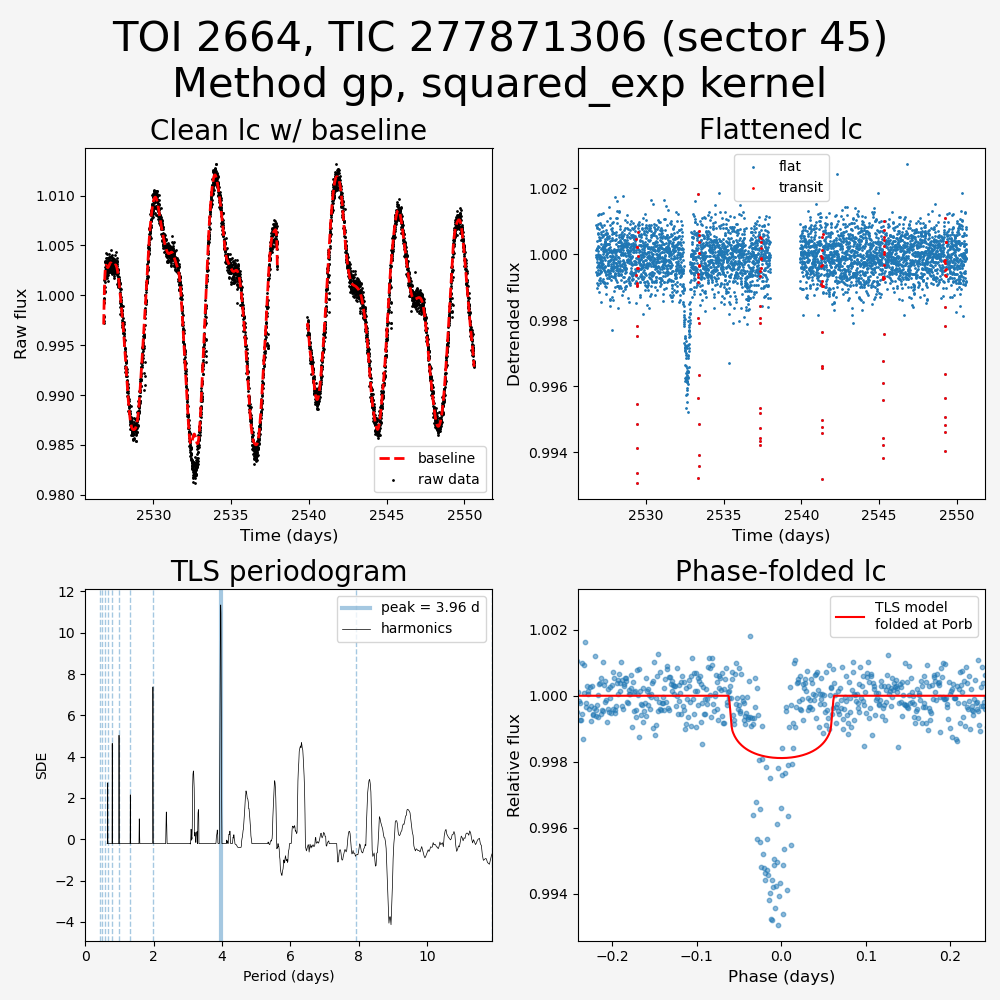 TOI 2664, TIC 277871306 (sector 45)
Method gp, squared_exp kernel
Clean lc w/ baseline
Raw flux
1.010
1.005
1.000
0.995
0.990
0.985
0.980
baseline
raw data
2530
2535
2540
2545
2550
Time (days)
Flattened lc
Detrended flux
1.002
1.000
0.998
0.996
0.994
flat
transit
2530
2535
2540
2545
2550
Time (days)
TLS periodogram
SDE
12
10
8
6
4
2
0
−2
−4
peak = 3.96 d
harmonics
0
2
4
6
8
10
Period (days)
Phase-folded lc
Relative flux
1.002
1.000
0.998
0.996
0.994
TLS model
folded at Porb
−0.2
−0.1
0.0
0.1
0.2
Phase (days)